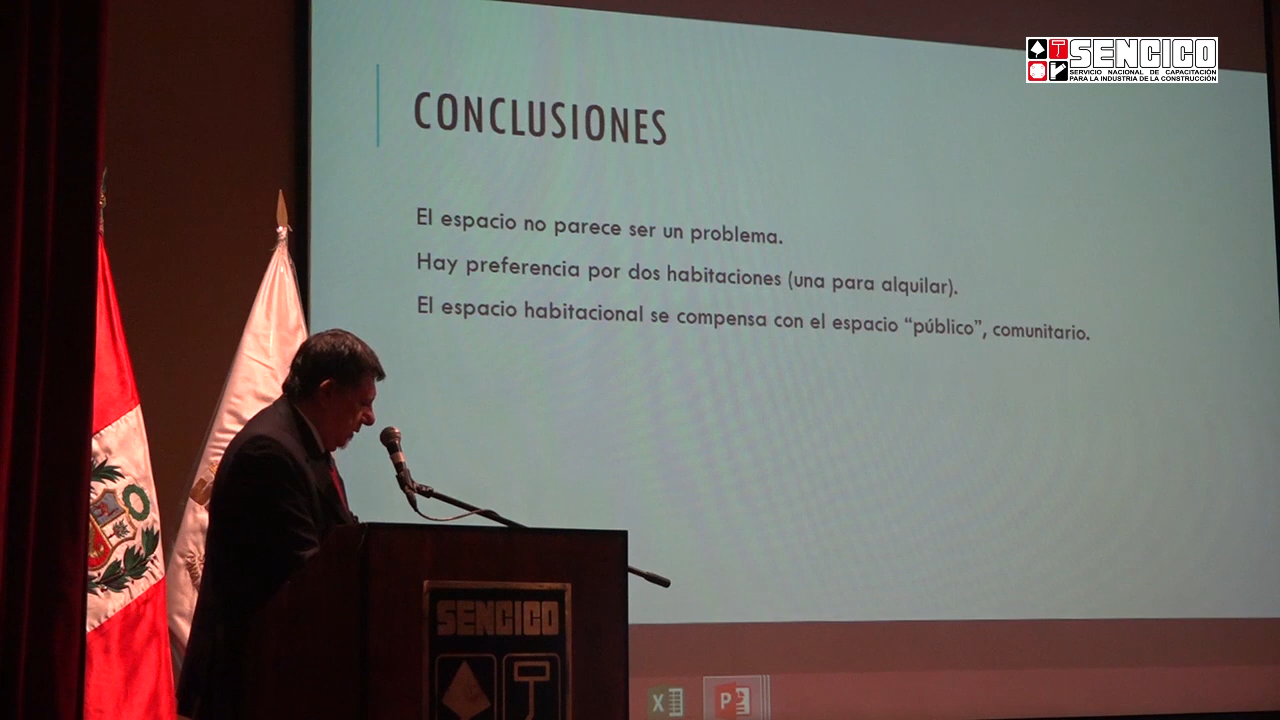 SENCICO
SERVICIO NACIONAL DE CAPACITACIÓN
PARA LA INDUSTRIA DE LA CONSTRUCCIÓN
CONCLUSIONES
El espacio no parece ser un problema.
Hay preferencia por dos habitaciones (una para alquilar).
El espacio habitacional se compensa con el espacio “público”, comunitario.
SENCICO